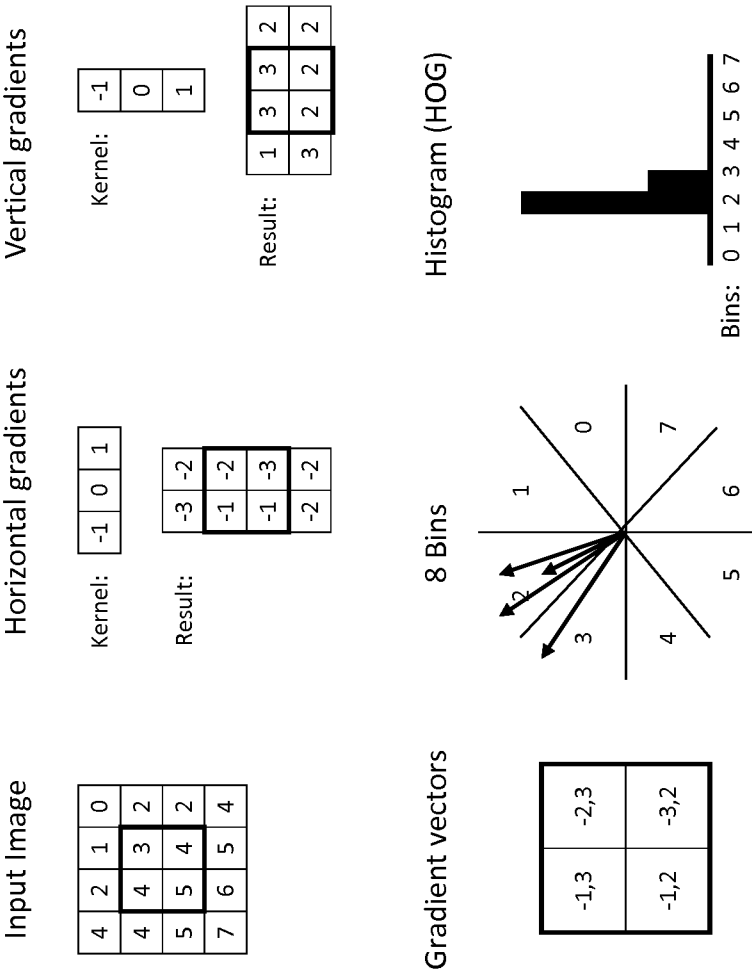 Input Image
4 2 1 0
4 4 3 2
5 5 4 2
7 6 5 4
Horizontal gradients
Kernel: -1 0 1
Result:
-3 -2
-1 -2
-1 -3
-2 -2
Vertical gradients
Kernel:
-1
0
1
Result:
1 3 3 2
3 2 2 2
Gradient vectors
-1,3 -2,3
-1,2 -3,2
8 Bins
2 1
3 0
4 7
5 6
Histogram (HOG)
Bins: 0 1 2 3 4 5 6 7